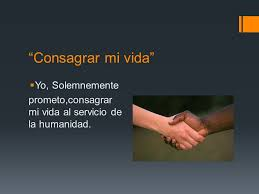 “Consagrar mi vida”
Yo, Solemnemente
prometo,consagrar
mi vida al servicio de
la humanidad.